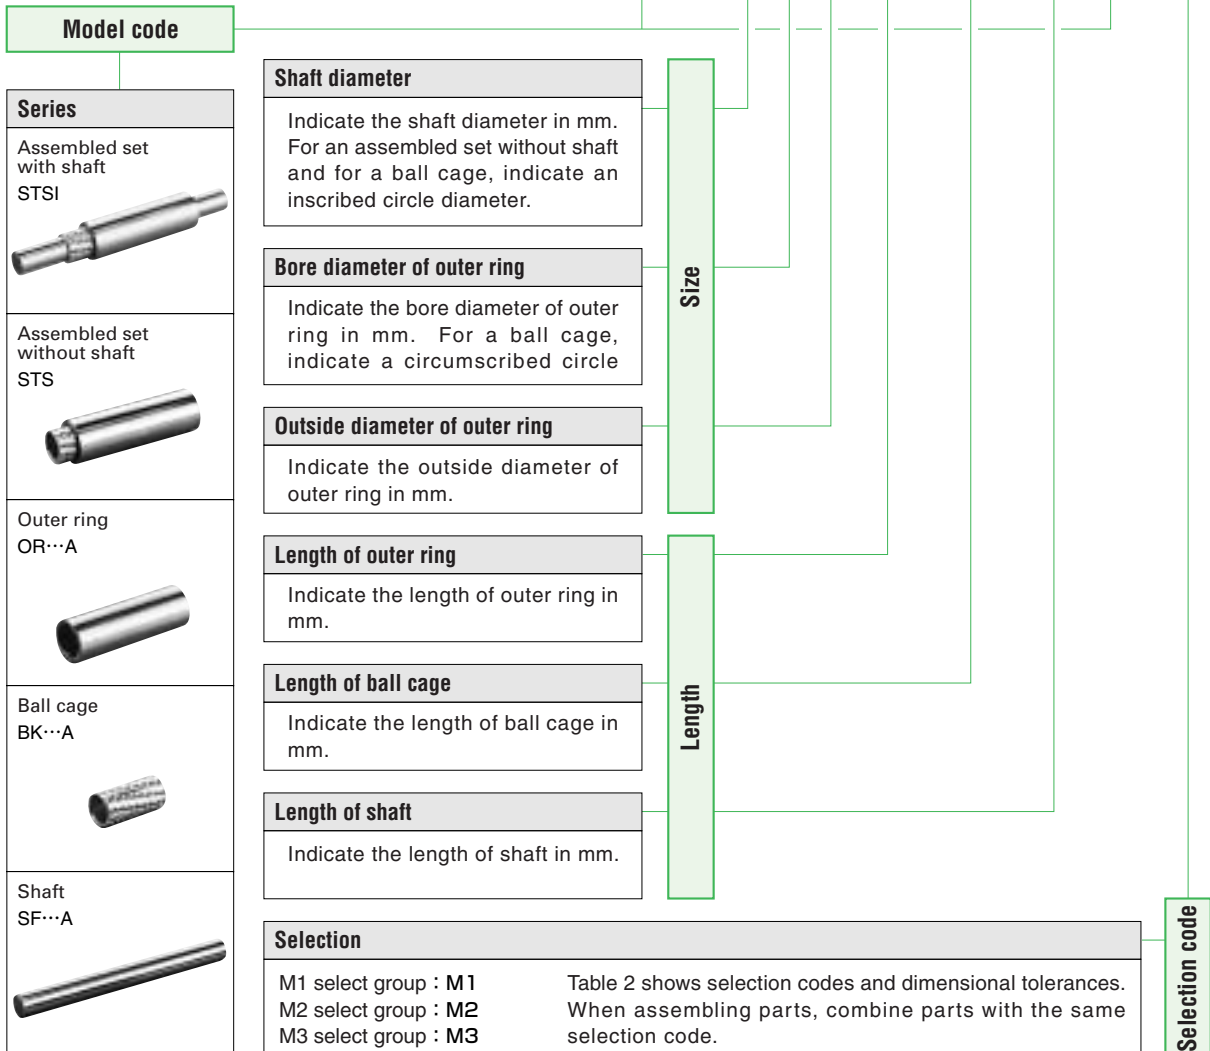 Model code
Series
Assembled set
with shaft
STSI
Assembled set
without shaft
STS
Outer ring
OR···A
Ball cage
BK···A
Shaft
SF···A
Shaft diameter
Indicate the shaft diameter in mm.
For an assembled set without shaft
and for a ball cage, indicate an
inscribed circle diameter.
Bore diameter of outer ring
Indicate the bore diameter of outer
ring in mm. For a ball cage,
indicate a circumscribed circle
Outside diameter of outer ring
Indicate the outside diameter of
outer ring in mm.
Size
Length of outer ring
Indicate the length of outer ring in
mm.
Length of ball cage
Indicate the length of ball cage in
mm.
Length of shaft
Indicate the length of shaft in mm.
Length
Selection
M1 select group : M1
M2 select group : M2
M3 select group : M3
Table 2 shows selection codes and dimensional tolerances.
When assembling parts, combine parts with the same
selection code.
Selection code